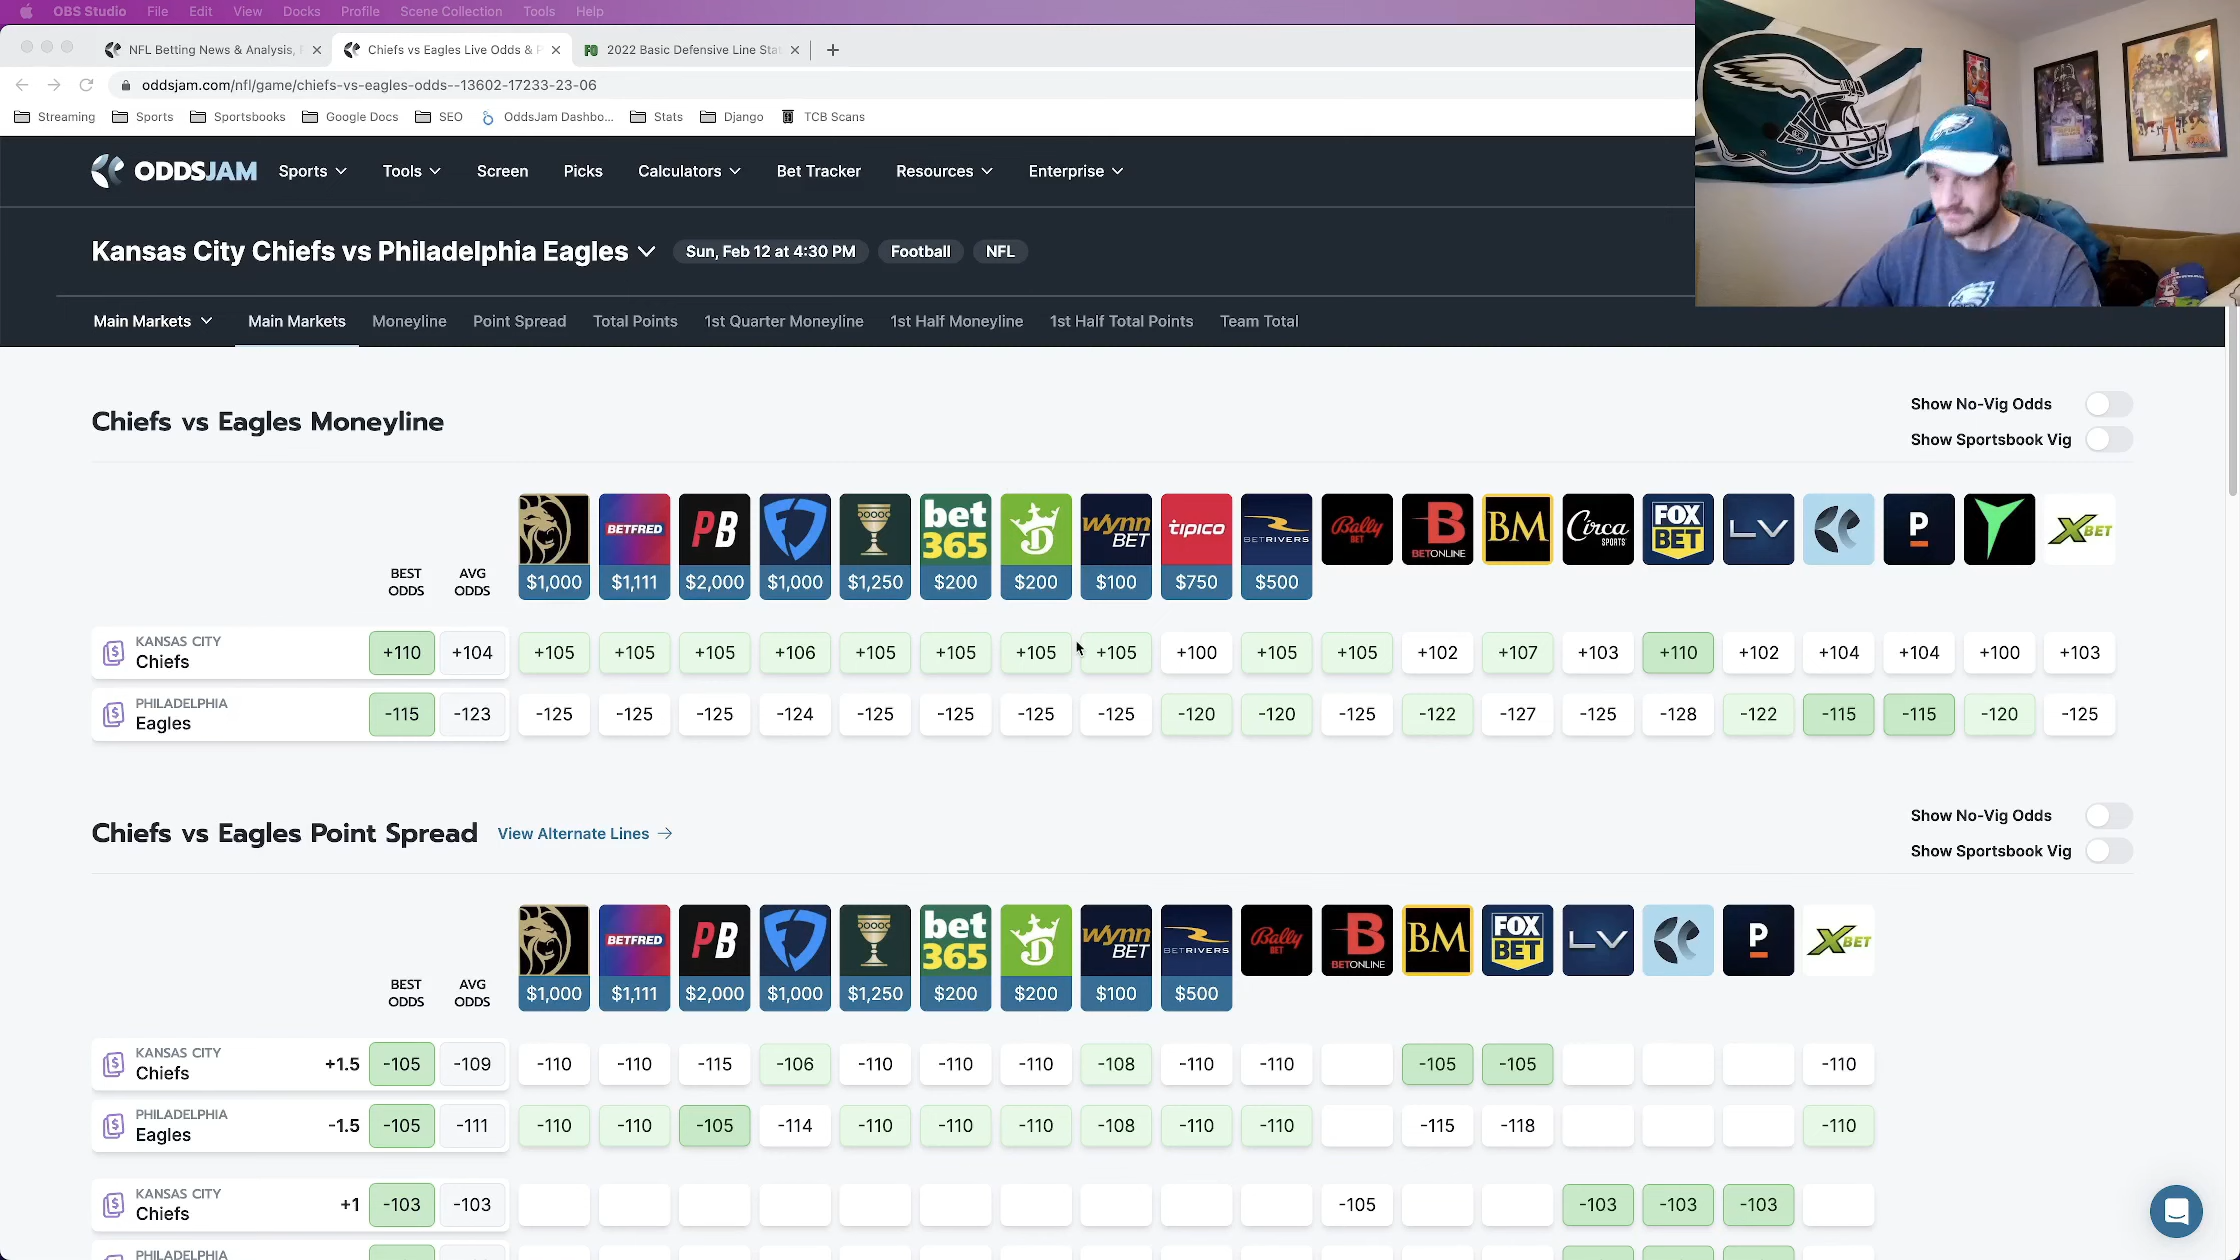 OBS Studio File Edit View Docks Profile Scene Collection Tools Help
NFL Betting News & Analysis, Chiefs vs Eagles Live Odds & 2022 Basic Defensive Line Sta
oddsjam.com/nfl/game/chiefs-vs-eagles-odds--13602-17233-23-06
Streaming Sports Sportsbooks Google Docs SEO OddsJam Dashbo... Stats Django TCB Scans
ODDSJAM Sports Tools Screen Picks Calculators Bet Tracker Resources Enterprise
Kansas City Chiefs vs Philadelphia Eagles Sun, Feb 12 at 4:30 PM Football NFL
Main Markets Main Markets Moneyline Point Spread Total Points 1st Quarter Moneyline 1st Half Moneyline 1st Half Total Points Team Total
Show No-Vig Odds
Chiefs vs Eagles Moneyline
Show Sportsbook Vig
BETFRED PB bet365 WYNN BET tipico BETRIVERS Bally BET B BETONLINE BM Circa SPORTS FOX BET LV P XBET
BEST ODDS AVG ODDS $1,000 $1,111 $2,000 $1,000 $1,250 $200 $200 $100 $750 $500
KANSAS CITY
Chiefs +110 +104 +105 +105 +105 +106 +105 +105 +105 +105 +100 +105 +105 +102 +107 +103 +110 +102 +104 +104 +100 +103
PHILADELPHIA
Eagles -115 -123 -125 -125 -125 -124 -125 -125 -125 -125 -120 -120 -125 -122 -127 -125 -128 -122 -115 -115 -120 -125
Show No-Vig Odds
Chiefs vs Eagles Point Spread View Alternate Lines →
Show Sportsbook Vig
BETFRED PB bet365 WYNN BET BETRIVERS Bally BET B BETONLINE BM FOX BET LV P XBET
BEST ODDS AVG ODDS $1,000 $1,111 $2,000 $1,000 $1,250 $200 $200 $100 $500
KANSAS CITY
Chiefs +1.5 -105 -109 -110 -110 -115 -106 -110 -110 -110 -108 -110 -110 -105 -105 -110
PHILADELPHIA
Eagles -1.5 -105 -111 -110 -110 -105 -114 -110 -110 -110 -108 -110 -110 -115 -118 -110
KANSAS CITY
Chiefs +1 -103 -103 -105 -103 -103 -103
PHILADELPHIA